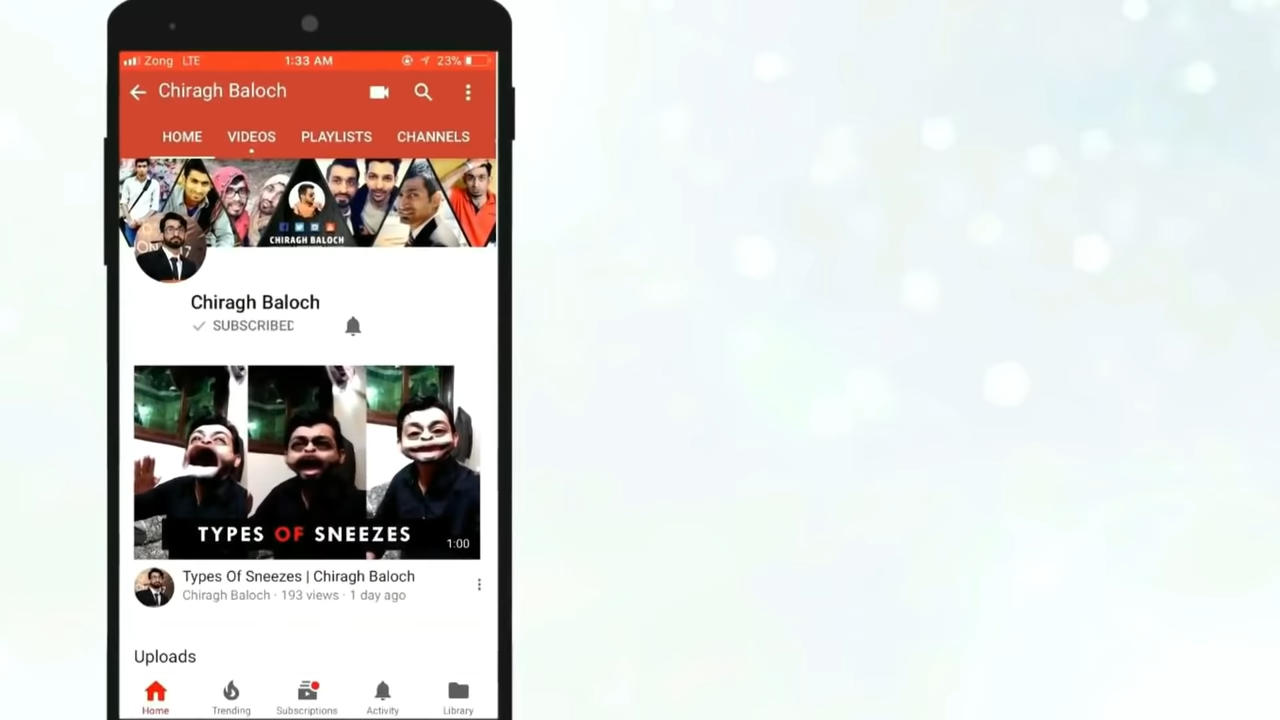 Zong LTE 1:33 AM 23%
Chiragh Baloch
HOME VIDEOS PLAYLISTS CHANNELS
CHIRAGH BALOCH
Chiragh Baloch
SUBSCRIBED
TYPES OF SNEEZES
1:00
Types Of Sneezes | Chiragh Baloch
Chiragh Baloch · 193 views · 1 day ago
Uploads
Home Trending Subscriptions Activity Library